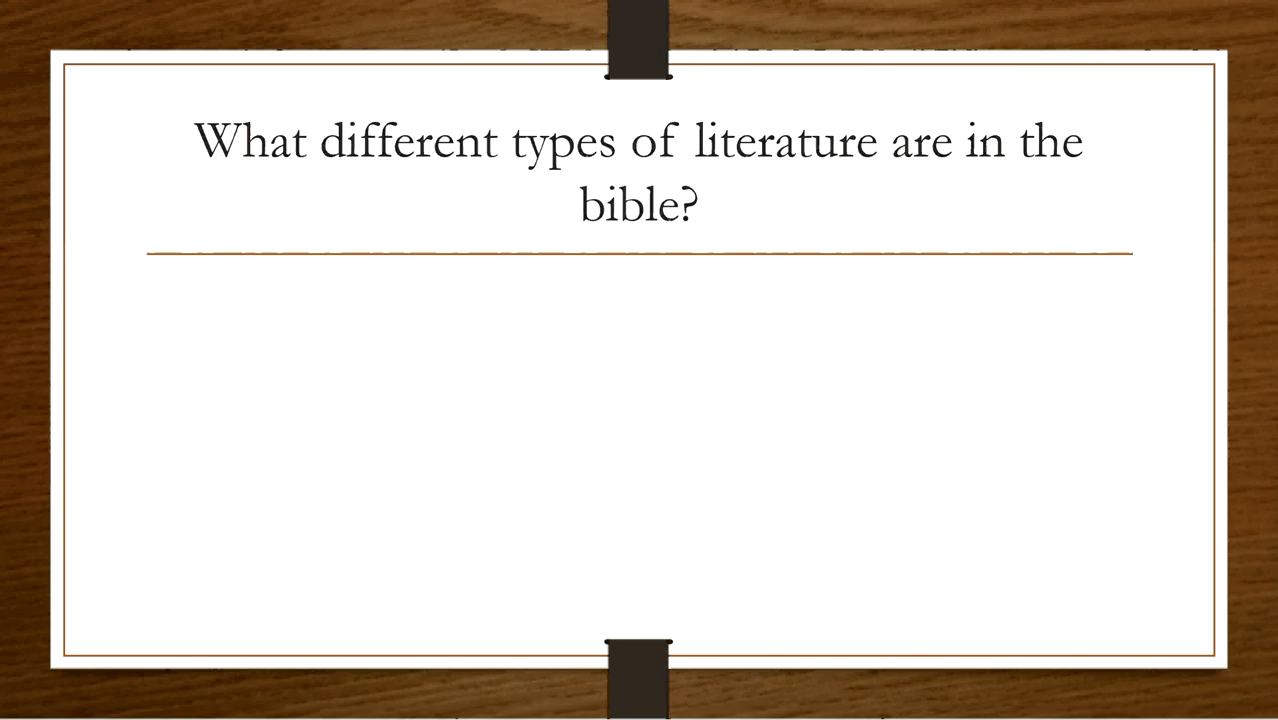 What different types of literature are in the
bible?